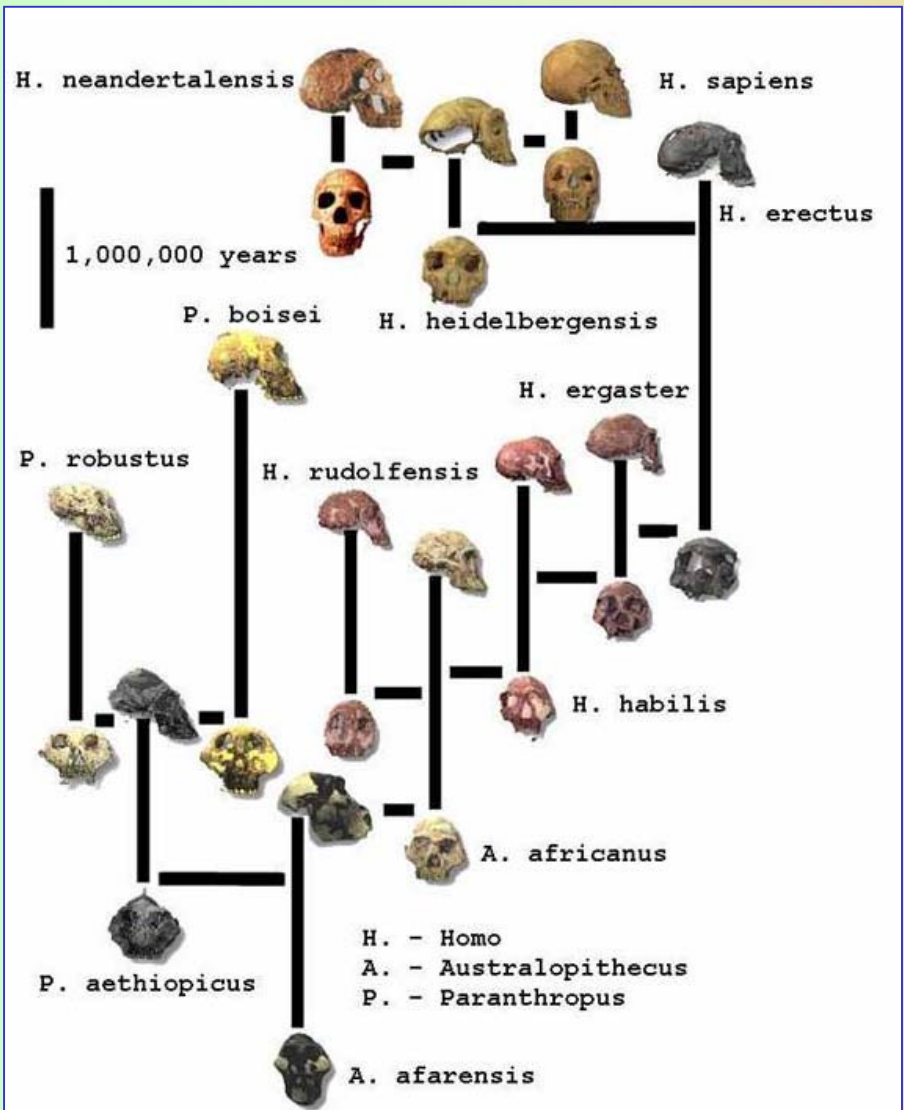 H. neandertalensis
H. sapiens
H. erectus
1,000,000 years
P. boisei
H. heidelbergensis
H. ergaster
P. robustus
H. rudolfensis
H. habilis
A. africanus
H. - Homo
A. - Australopithecus
P. - Paranthropus
P. aethiopicus
A. afarensis